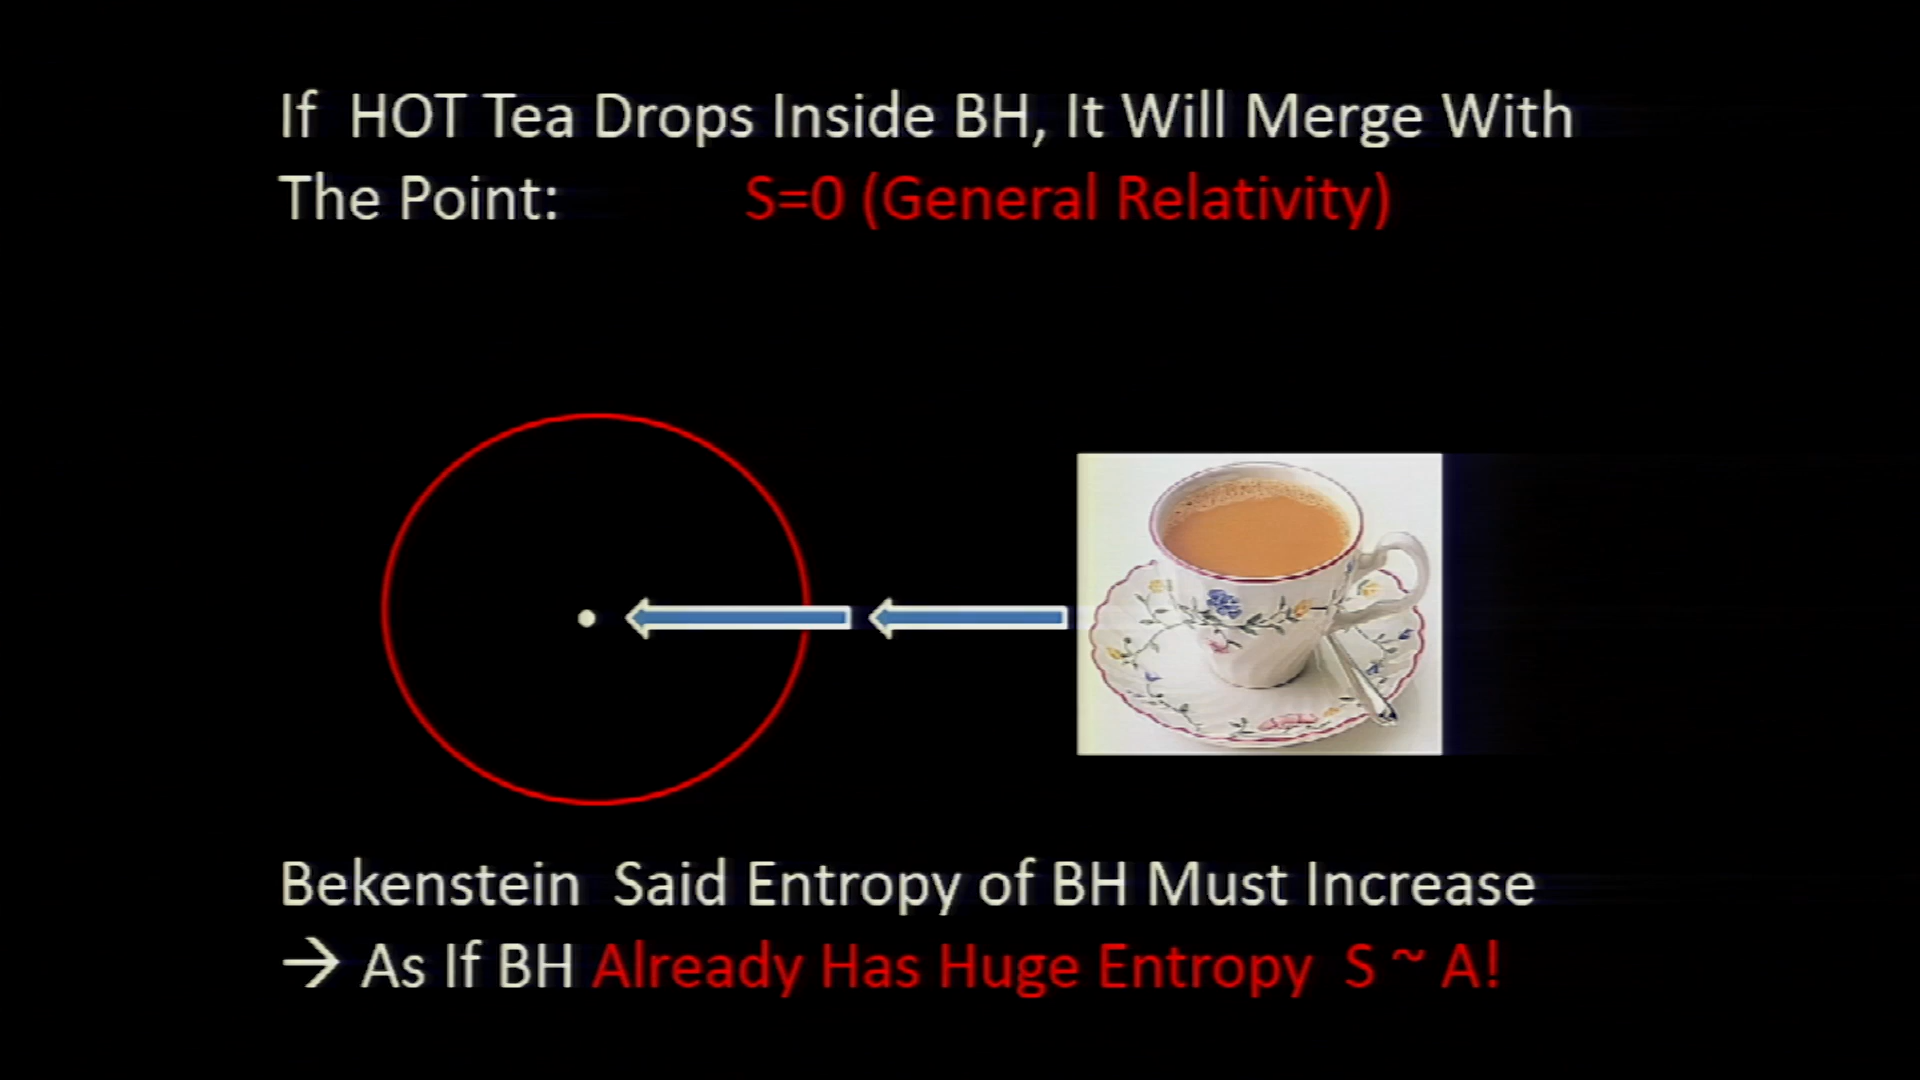 If HOT Tea Drops Inside BH, It Will Merge With
The Point: S=0 (General Relativity)
Bekenstein Said Entropy of BH Must Increase
→ As If BH Already Has Huge Entropy S ~ A!